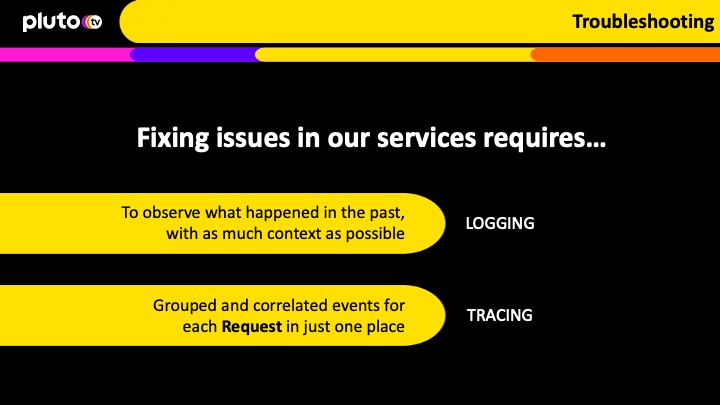 pluto tv
Troubleshooting
Fixing issues in our services requires...
To observe what happened in the past,
with as much context as possible
LOGGING
Grouped and correlated events for
each Request in just one place
TRACING